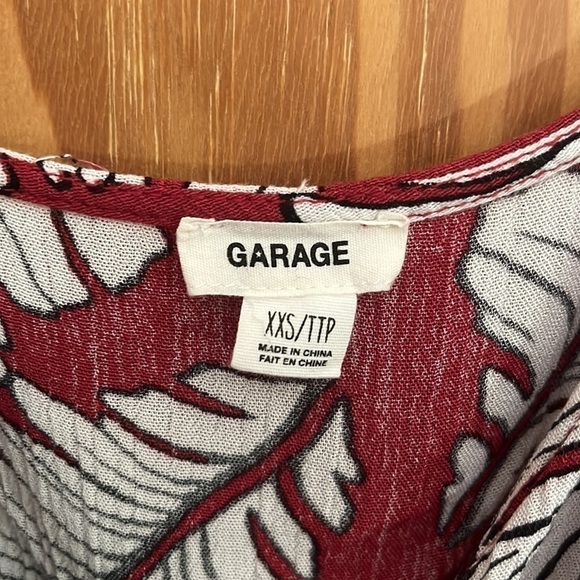 GARAGE
XXS/TTP
MADE IN CHINA
FAIT EN CHINE